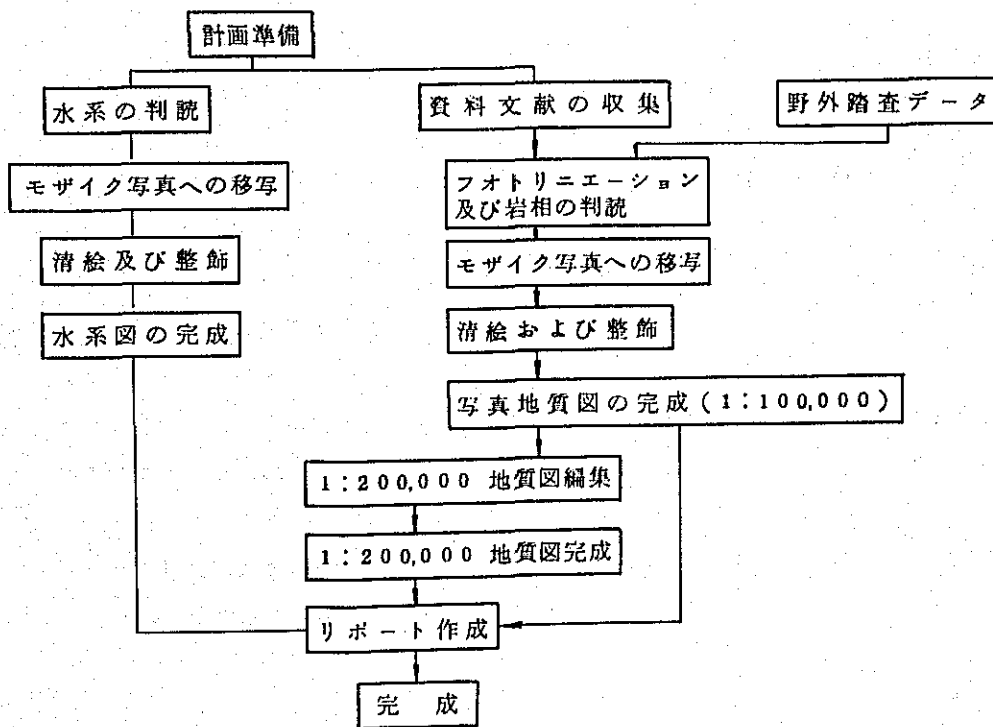 計画準備
水系の判読
資料文献の収集
野外踏査データ
モザイク写真への移写
フォトリニエーション
及び岩相の判読
清絵及び整飾
モザイク写真への移写
水系図の完成
清絵および整飾
写真地質図の完成(1:100,000)
1:200,000 地質図編集
1:200,000 地質図完成
リポート作成
完成